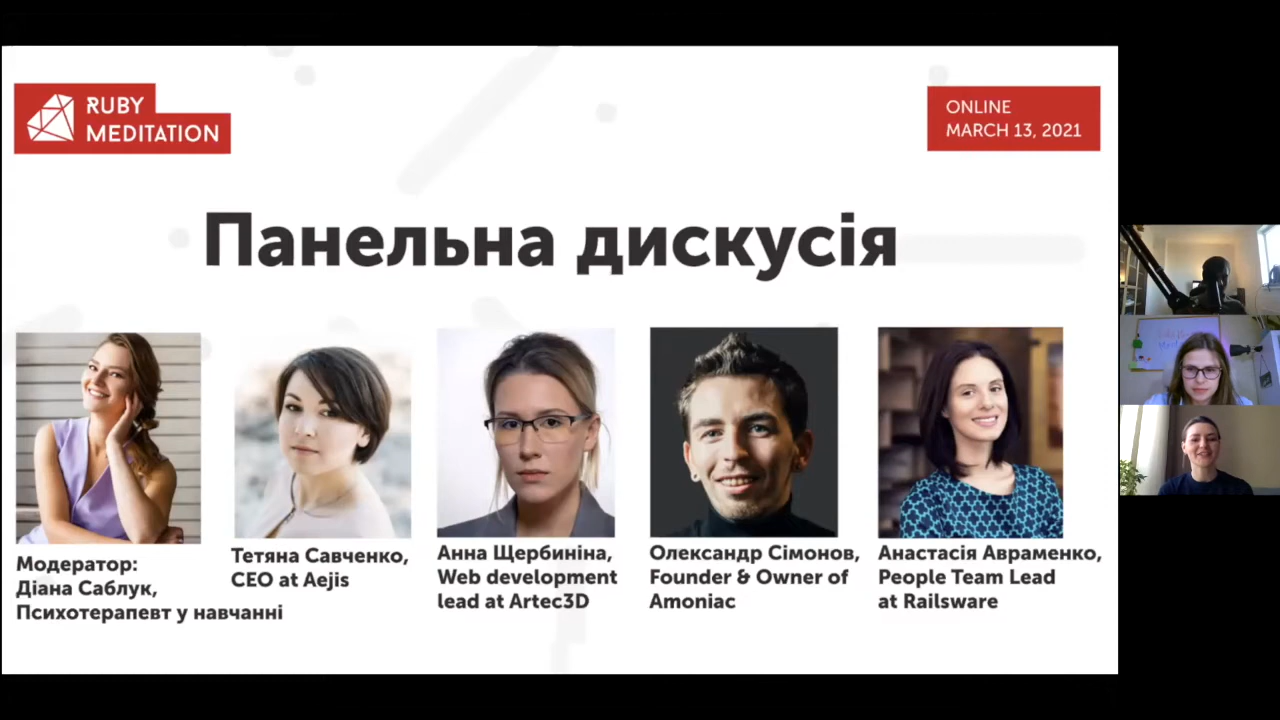 RUBY
MEDITATION
ONLINE
MARCH 13, 2021
Панельна дискусія
Модератор:
Діана Саблук,
Психотерапевт у навчанні
Тетяна Савченко,
CEO at Aejis
Анна Щербиніна,
Web development
lead at Artec3D
Олександр Сімонов,
Founder & Owner of
Amoniac
Анастасія Авраменко,
People Team Lead
at Railsware